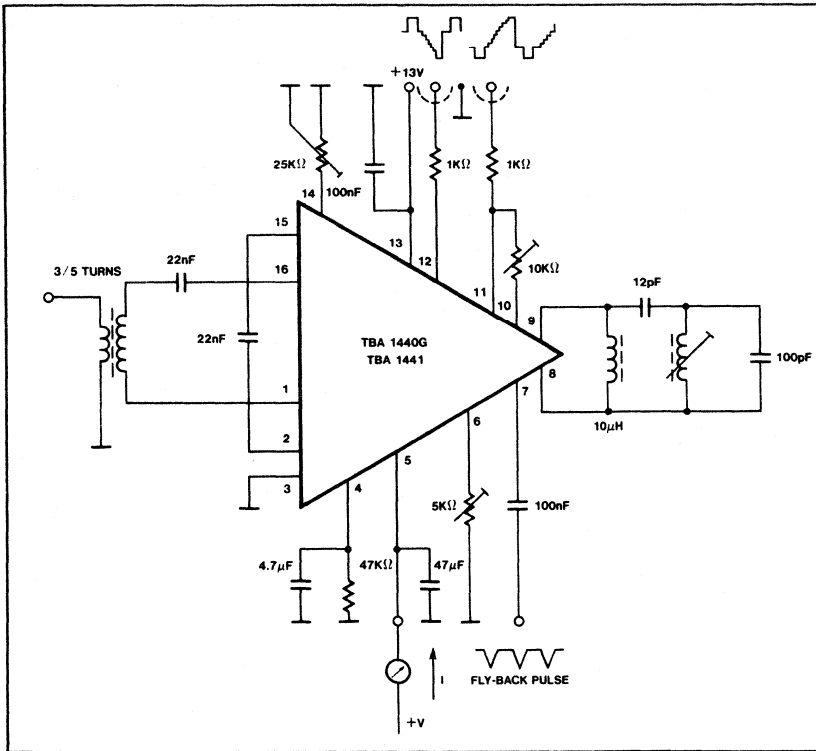 +13V
25KΩ
100nF
1KΩ
1KΩ
14
15
13
12
16
11
10
10KΩ
9
3/5 TURNS
22nF
22nF
12pF
TBA 1440G
TBA 1441
100pF
8
7
1
10μH
6
2
5
3
4
5KΩ
100nF
4.7μF
47KΩ
47μF
I
FLY-BACK PULSE
+V